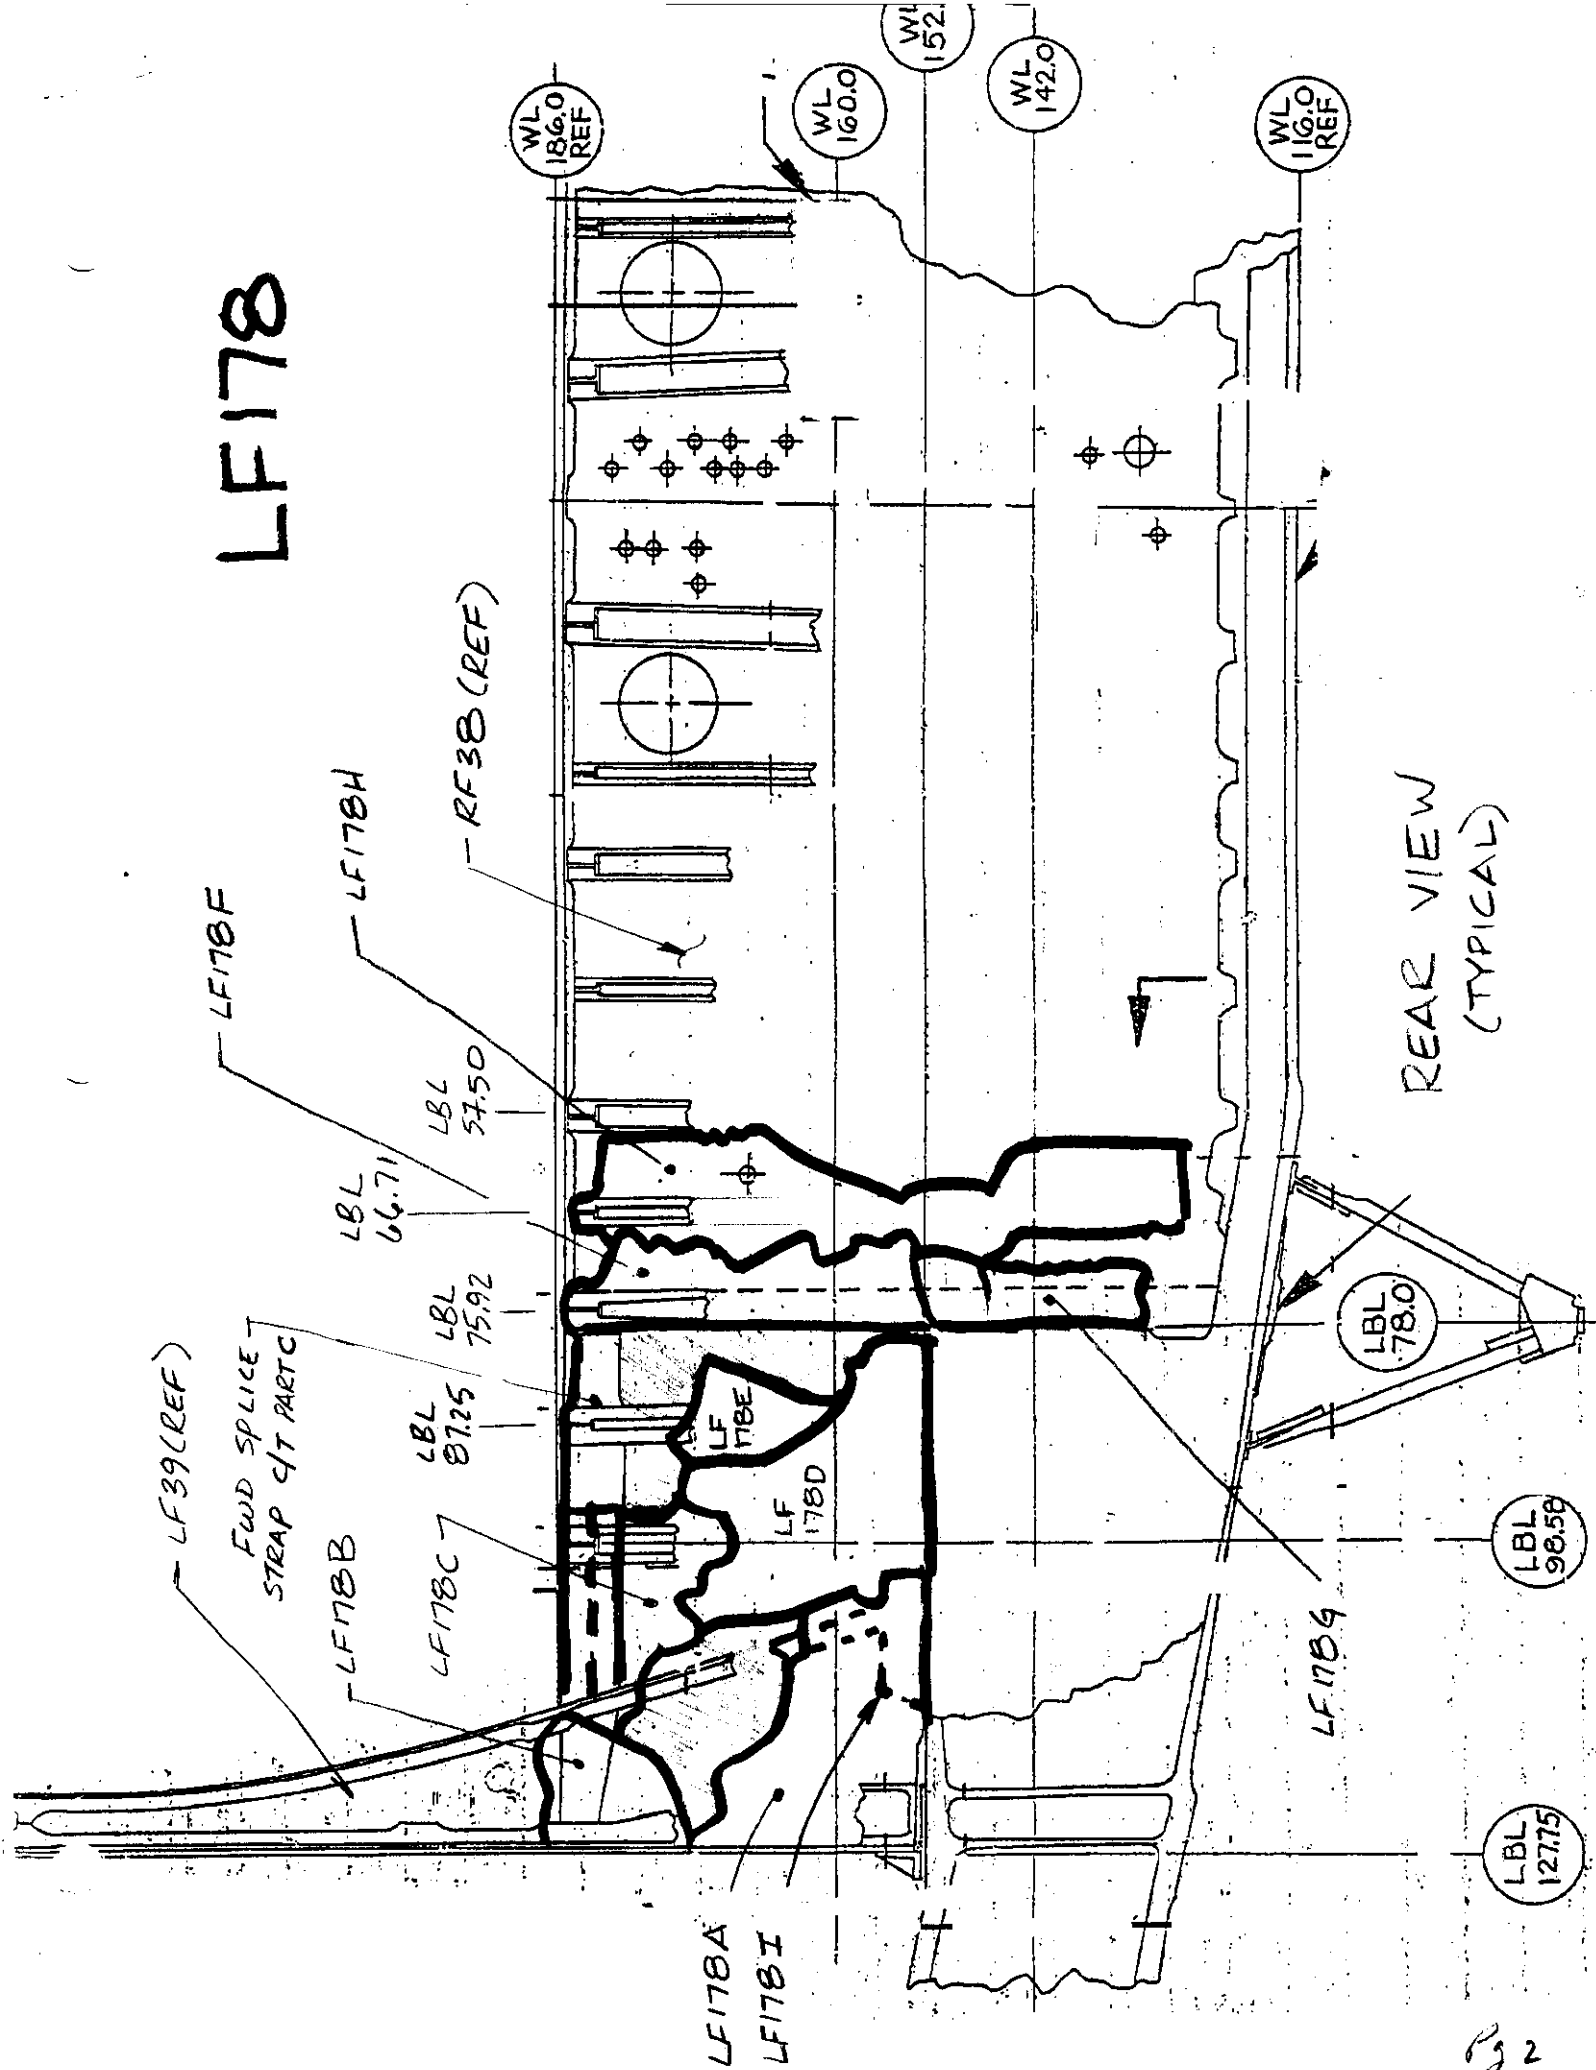 LF178
LF178F
LF178H
RF38 (REF)
LF39 (REF)
FWD SPLICE
STRAP C/T PART C
LF178B
LF178C
LBL
87.25
LBL
75.92
LBL
66.71
LBL
57.50
WL
186.0
REF
WL
160.0
WL
152.
WL
142.0
WL
116.0
REF
LF
178E
LF
178D
LF178A
LF178I
LF178G
LBL
127.75
LBL
98.58
LBL
78.0
REAR VIEW
(TYPICAL)
Pg 2